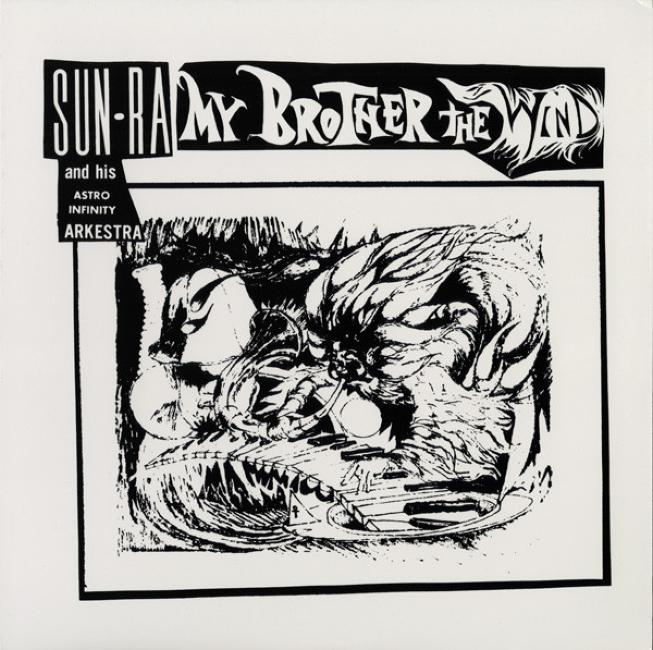 SUN-RA MY BROTHER THE WIND
and his
ASTRO
INFINITY
ARKESTRA